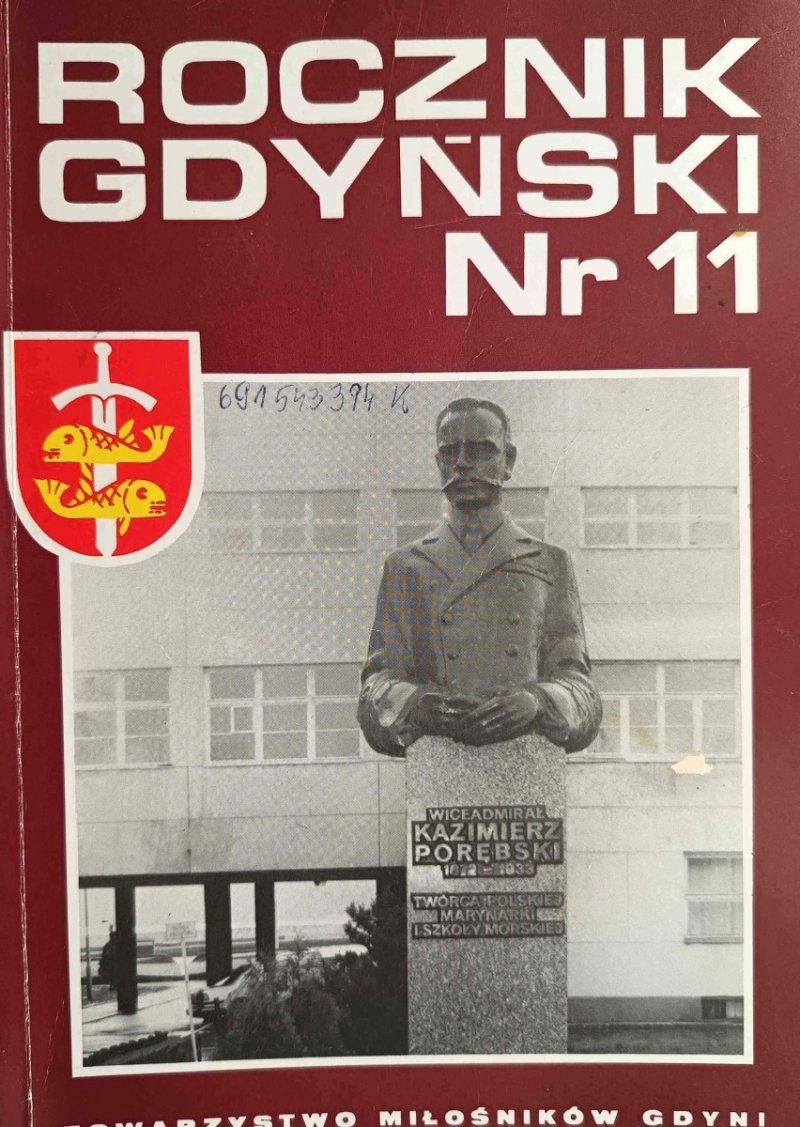 ROCZNIK
GDYŃSKI
Nr 11
691543394 K
WICEADMIRAŁ
KAZIMIERZ
PORĘBSKI
1872 - 1933
TWÓRCA POLSKIEJ
MARYNARKI
I SZKOŁY MORSKIEJ
TOWARZYSTWO MIŁOŚNIKÓW GDYNI